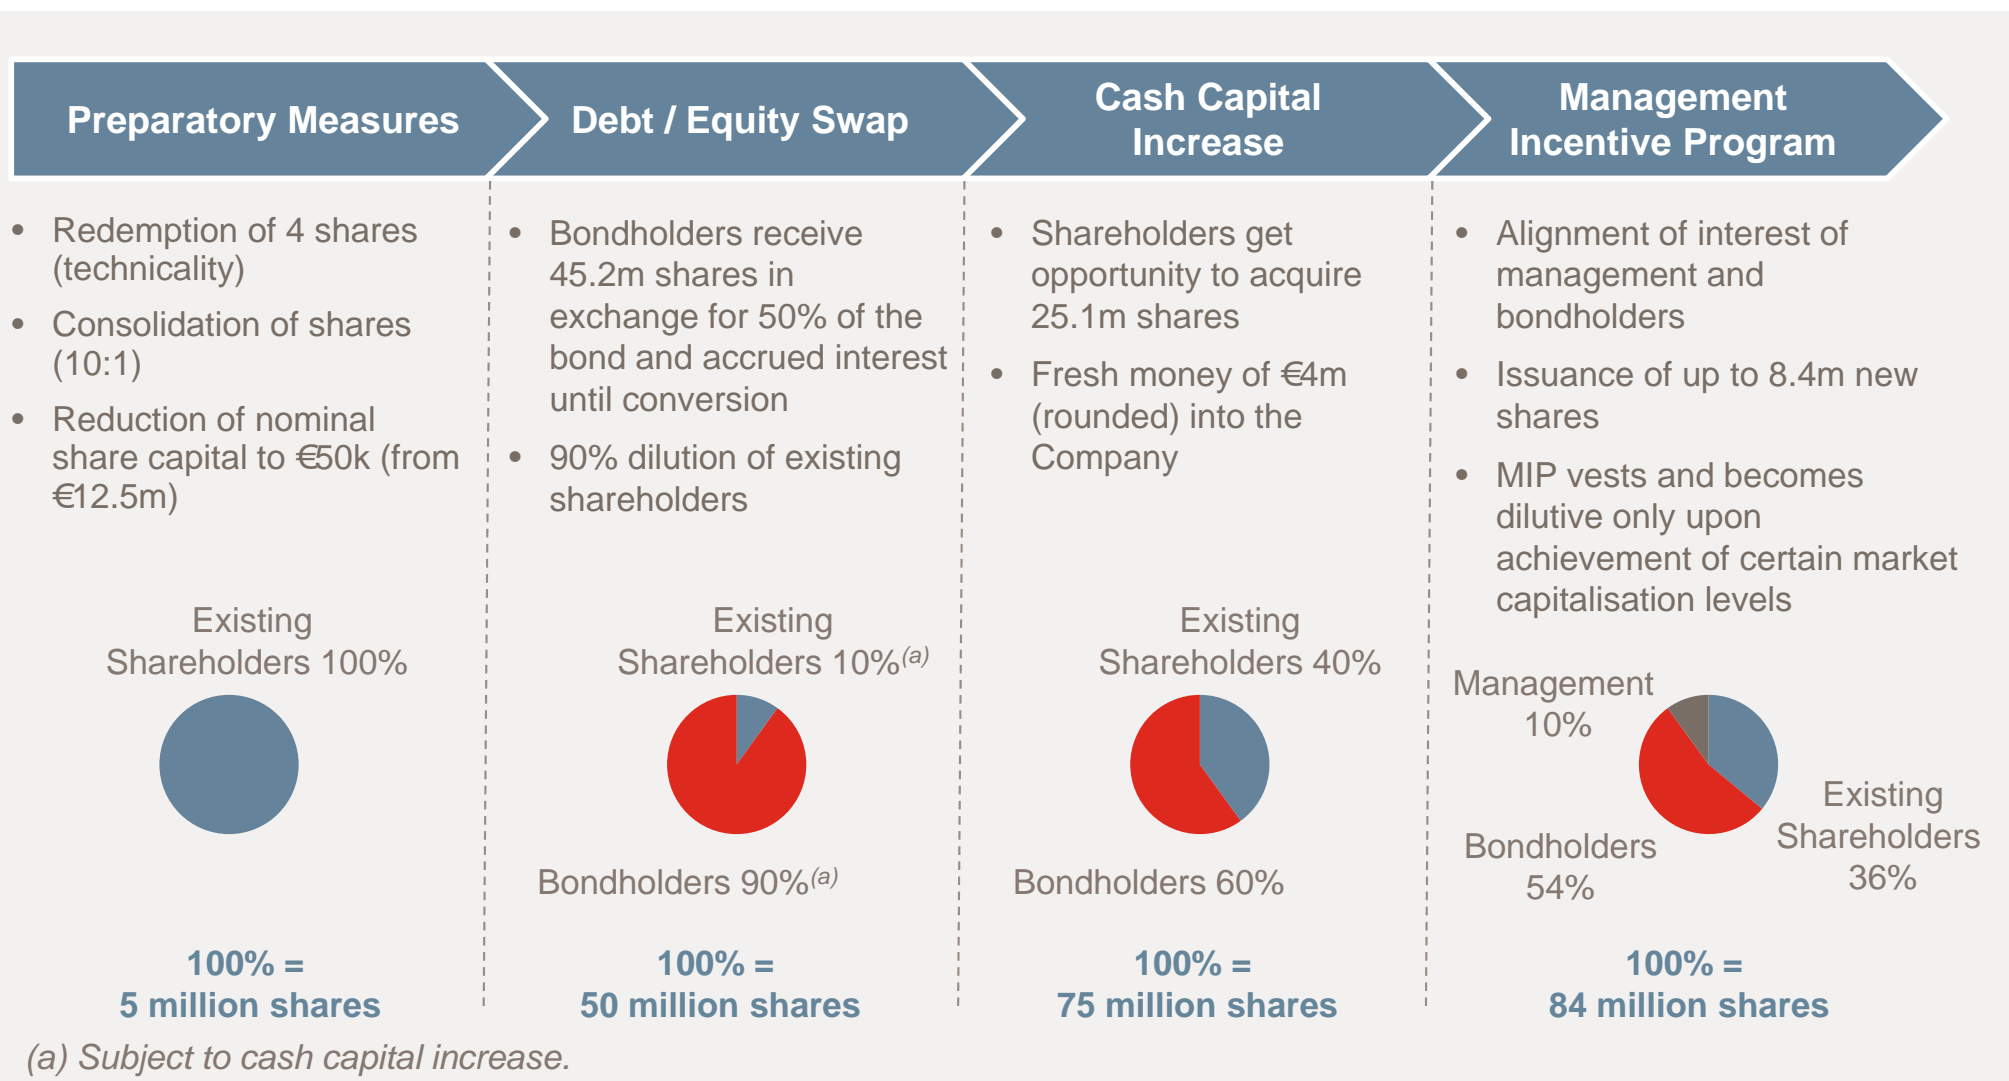 Preparatory Measures
Debt / Equity Swap
Cash Capital
Increase
Management
Incentive Program
• Redemption of 4 shares
(technicality)
• Consolidation of shares
(10:1)
• Reduction of nominal
share capital to €50k (from
€12.5m)
• Bondholders receive
45.2m shares in
exchange for 50% of the
bond and accrued interest
until conversion
• 90% dilution of existing
shareholders
• Shareholders get
opportunity to acquire
25.1m shares
• Fresh money of €4m
(rounded) into the
Company
• Alignment of interest of
management and
bondholders
• Issuance of up to 8.4m new
shares
• MIP vests and becomes
dilutive only upon
achievement of certain market
capitalisation levels
Existing
Shareholders 100%
100% =
5 million shares
Existing
Shareholders 10%(a)
Bondholders 90%(a)
100% =
50 million shares
Existing
Shareholders 40%
Bondholders 60%
100% =
75 million shares
Management
10%
Existing
Shareholders
36%
Bondholders
54%
100% =
84 million shares
(a) Subject to cash capital increase.